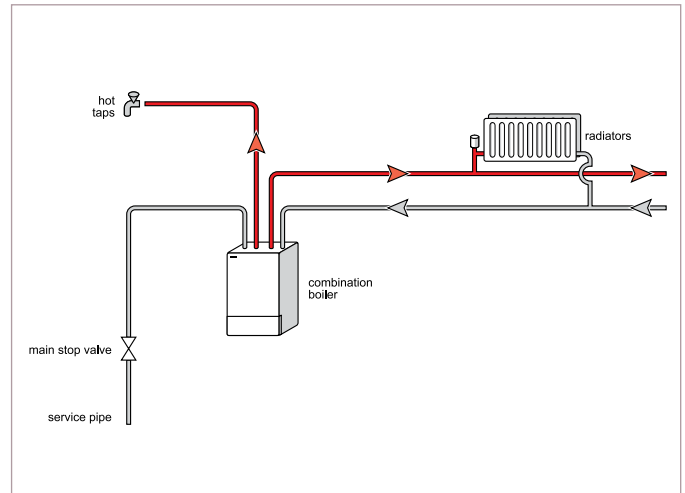 hot
taps
radiators
combination
boiler
main stop valve
service pipe